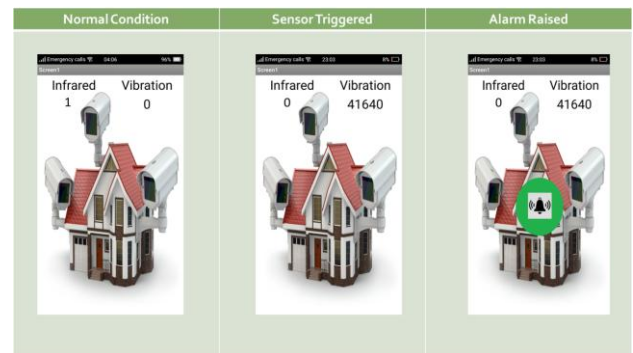 Normal Condition
Sensor Triggered
Alarm Raised
Emergency calls 04:06 96%
Screen1
Infrared Vibration
1 0
Emergency calls 23:03 8%
Screen1
Infrared Vibration
0 41640
Emergency calls 23:03 8%
Screen1
Infrared Vibration
0 41640